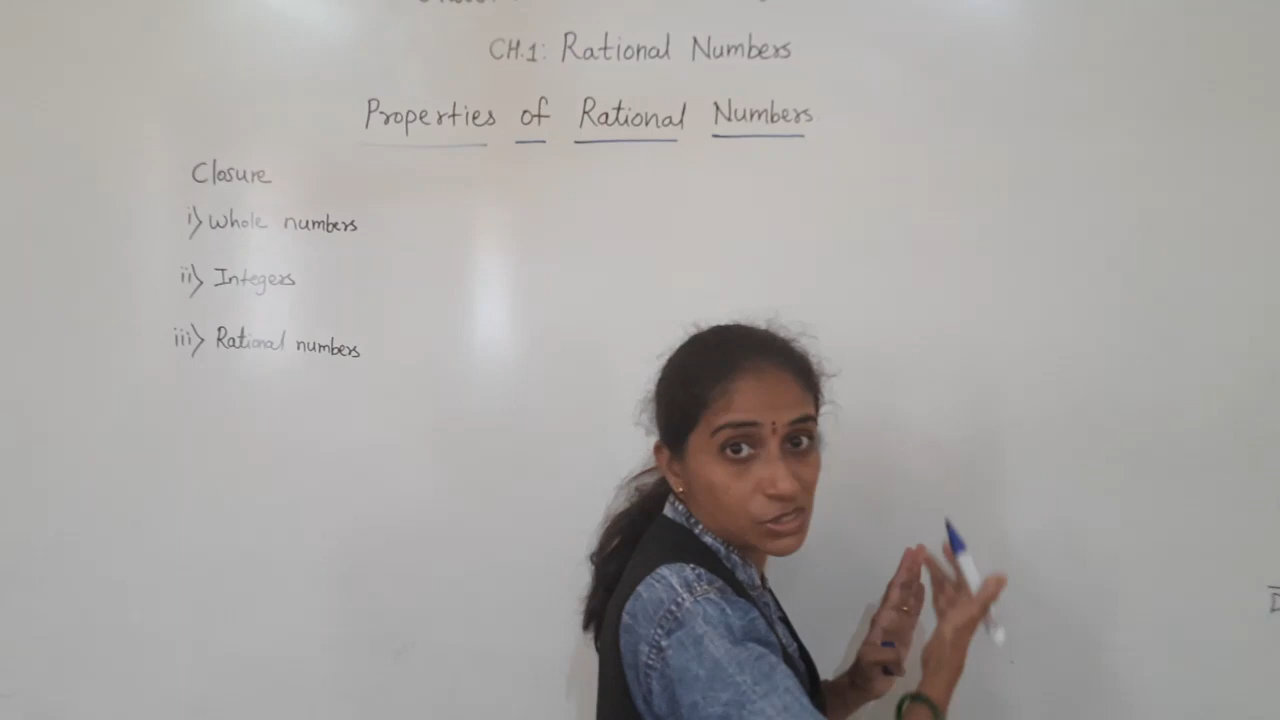 CH.1: Rational Numbers
Properties of Rational Numbers
Closure
i) Whole numbers
ii) Integers
iii) Rational numbers